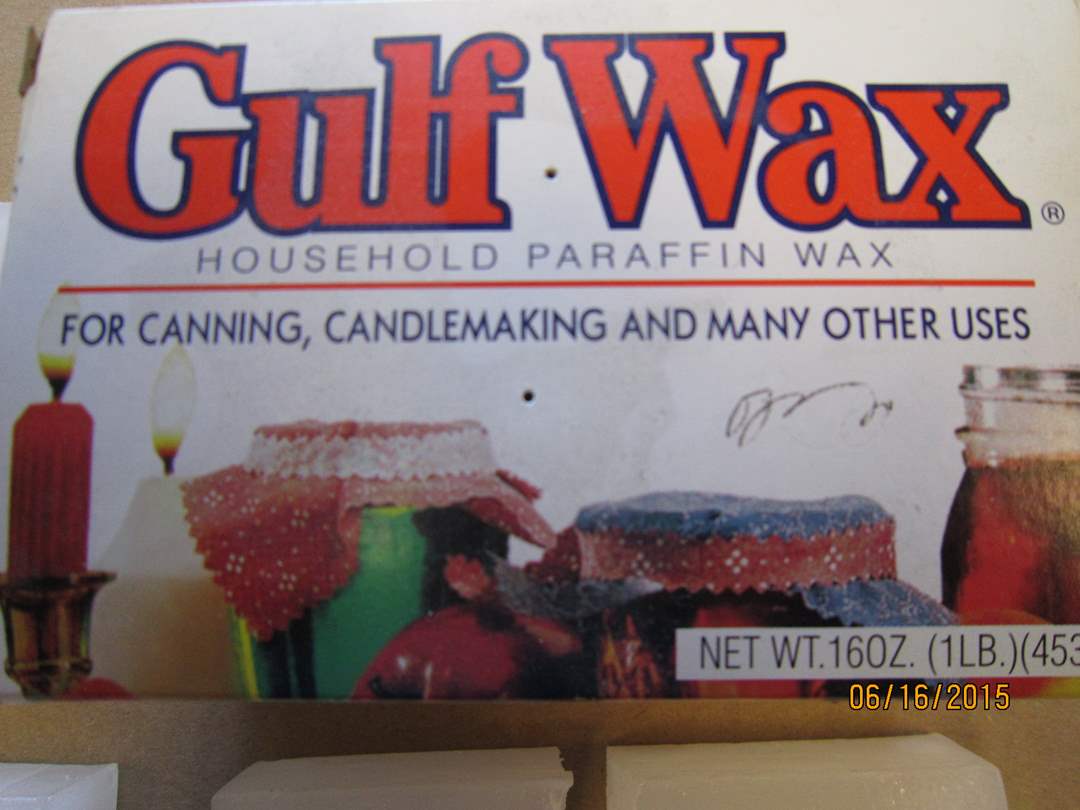 Gulf Wax ®
HOUSEHOLD PARAFFIN WAX
FOR CANNING, CANDLEMAKING AND MANY OTHER USES
NET WT.16OZ. (1LB.)(453
06/16/2015